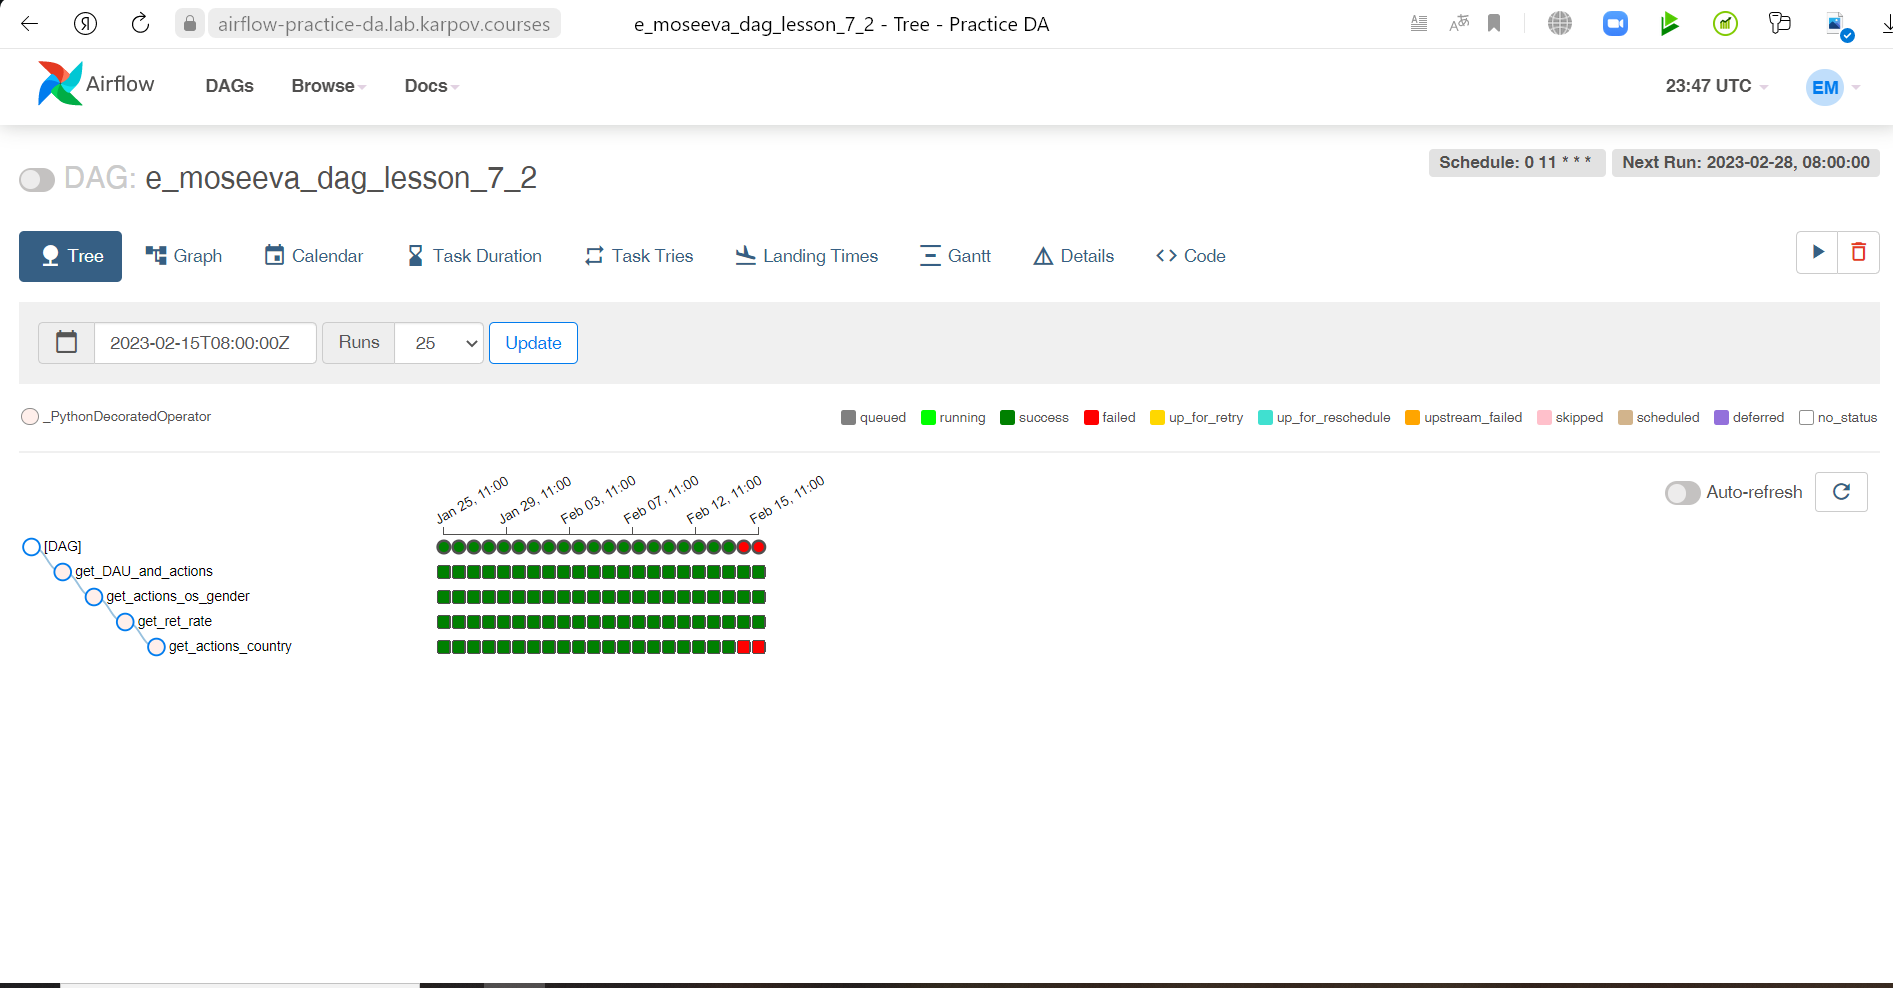 Я airflow-practice-da.lab.karpov.courses e_moseeva_dag_lesson_7_2 - Tree - Practice DA
Airflow DAGs Browse Docs 23:47 UTC EM
DAG: e_moseeva_dag_lesson_7_2 Schedule: 0 11 * * * Next Run: 2023-02-28, 08:00:00
Tree Graph Calendar Task Duration Task Tries Landing Times Gantt Details Code
2023-02-15T08:00:00Z Runs 25 Update
_PythonDecoratedOperator queued running success failed up_for_retry up_for_reschedule upstream_failed skipped scheduled deferred no_status
Jan 25, 11:00 Jan 29, 11:00 Feb 03, 11:00 Feb 07, 11:00 Feb 12, 11:00 Feb 15, 11:00 Auto-refresh
[DAG]
get_DAU_and_actions
get_actions_os_gender
get_ret_rate
get_actions_country